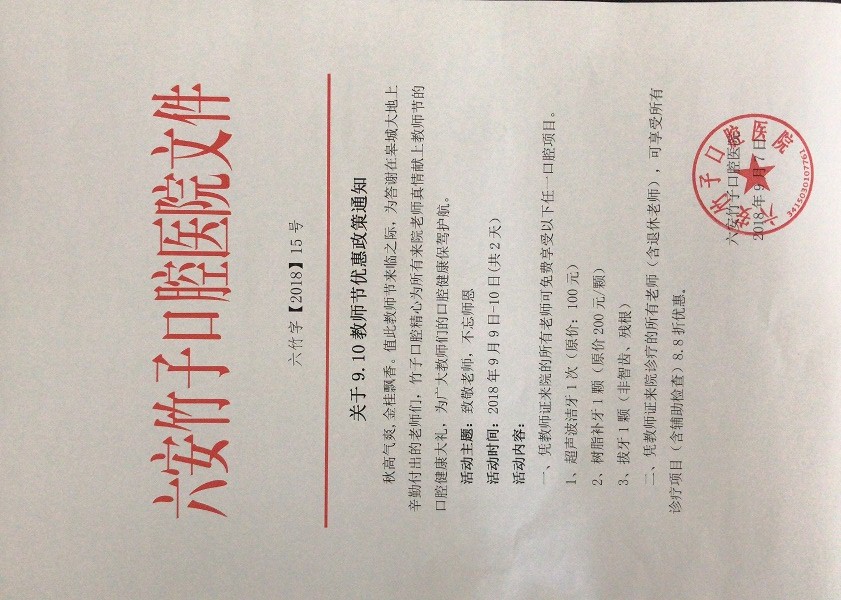 六安竹子口腔医院文件
六竹字【2018】15号
关于9.10教师节优惠政策通知
秋高气爽,金桂飘香。值此教师节来临之际，为答谢在皋城大地上
辛勤付出的老师们，竹子口腔精心为所有来院老师真情献上教师节的
口腔健康大礼，为广大教师们的口腔健康保驾护航。
活动主题：致敬老师，不忘师恩
活动时间：2018年9月9日-10日(共2天)
活动内容：
一、凭教师证来院的所有老师可免费享受以下任一口腔项目。
1、超声波洁牙1次（原价：100元）
2、树脂补牙1颗（原价200元/颗）
3、拔牙1颗（非智齿、残根）
二、凭教师证来院诊疗的所有老师（含退休老师），可享受所有
诊疗项目（含辅助检查）8.8折优惠。
六安竹子口腔医院
2018年9月7日
六安竹子口腔医院
3415030107761